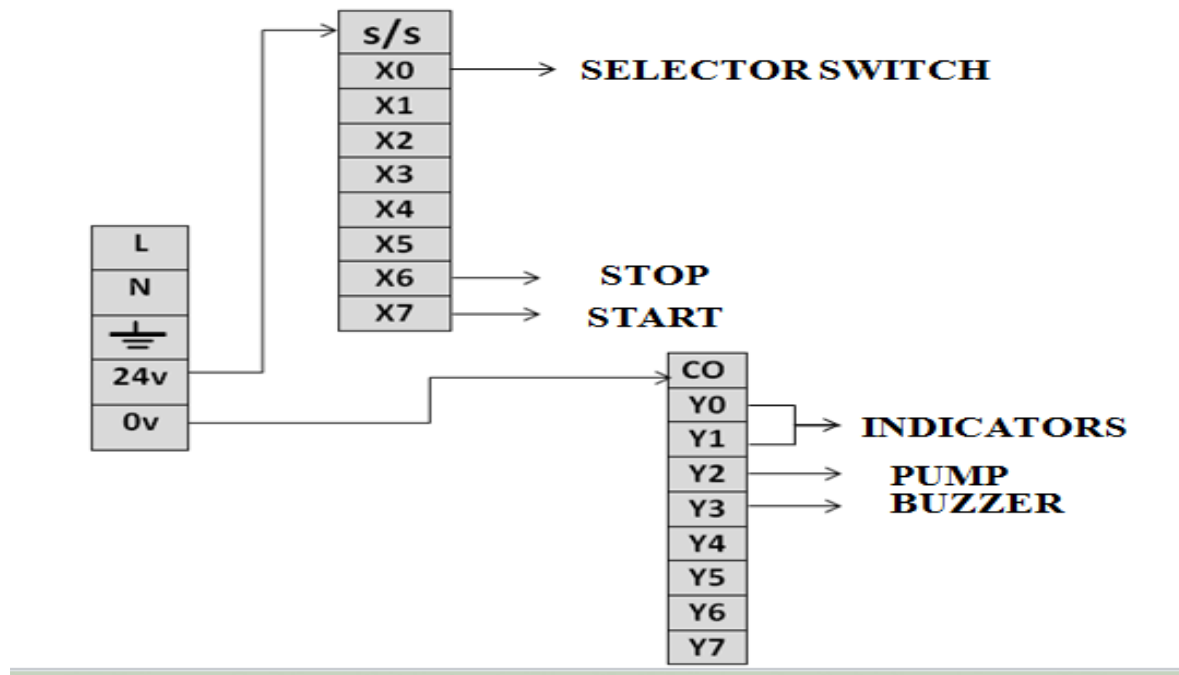 s/s
X0
SELECTOR SWITCH
X1
X2
X3
X4
X5
X6
STOP
X7
START
L
N
24v
0v
CO
Y0
Y1
INDICATORS
Y2
PUMP
Y3
BUZZER
Y4
Y5
Y6
Y7